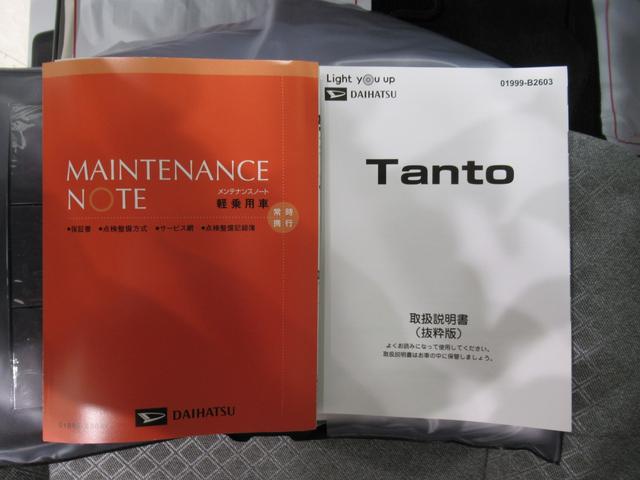 MAINTENANCE
NOTE
メンテナンスノート
軽乗用車
常時
携行
●保証書 ●点検整備方式 ●サービス網 ●点検整備記録簿
DAIHATSU
Light you up
DAIHATSU
01999-B2603
Tanto
取扱説明書
(抜粋版)
よくお読みになって使用してください。
取扱説明書はお車の中に保管しましょう。